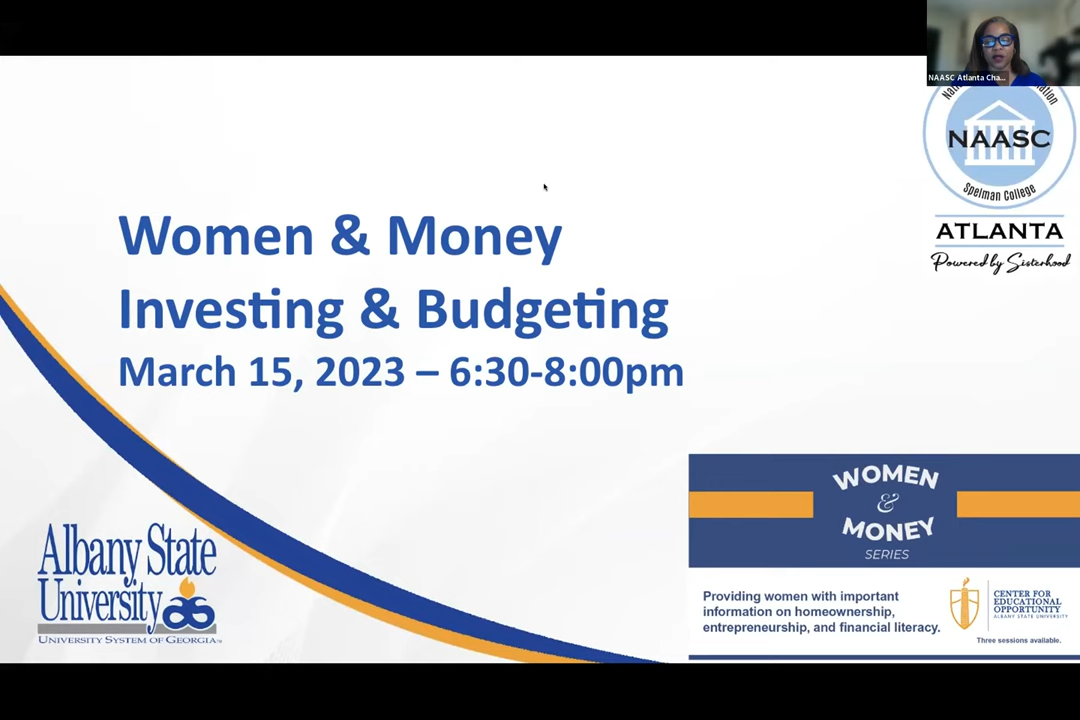 NAASC Atlanta Cha...
NAASC
Spelman College
ATLANTA
Powered by Sisterhood
Women & Money
Investing & Budgeting
March 15, 2023 – 6:30-8:00pm
WOMEN
&
MONEY
SERIES
Albany State
University
UNIVERSITY SYSTEM OF GEORGIA
Providing women with important
information on homeownership,
entrepreneurship, and financial literacy.
CENTER FOR
EDUCATIONAL
OPPORTUNITY
ALBANY STATE UNIVERSITY
Three sessions available.